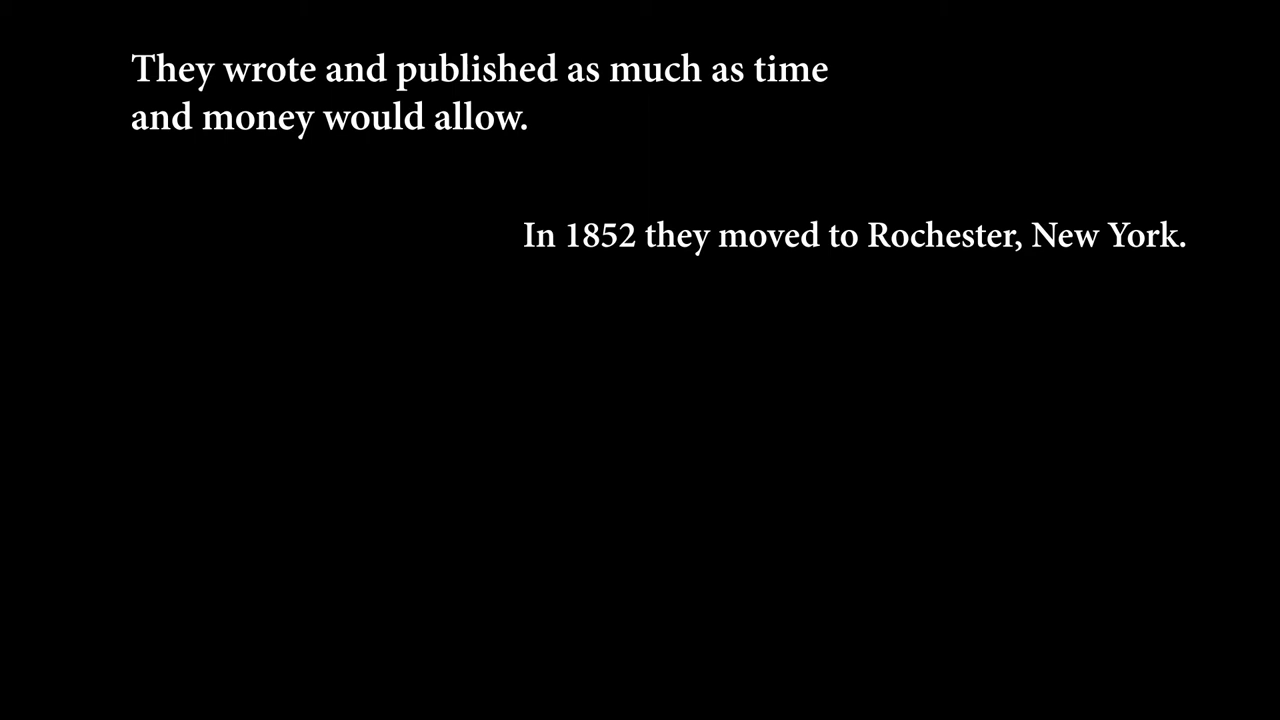 They wrote and published as much as time
and money would allow.
In 1852 they moved to Rochester, New York.